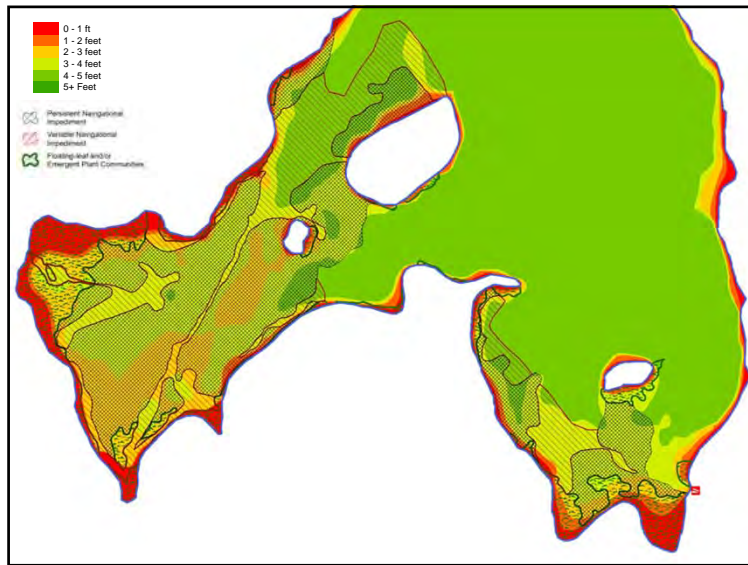 0 - 1 ft
1 - 2 feet
2 - 3 feet
3 - 4 feet
4 - 5 feet
5+ Feet
Persistent Navigational
Impediment
Variable Navigational
Impediment
Floating-leaf and/or
Emergent Plant Communities